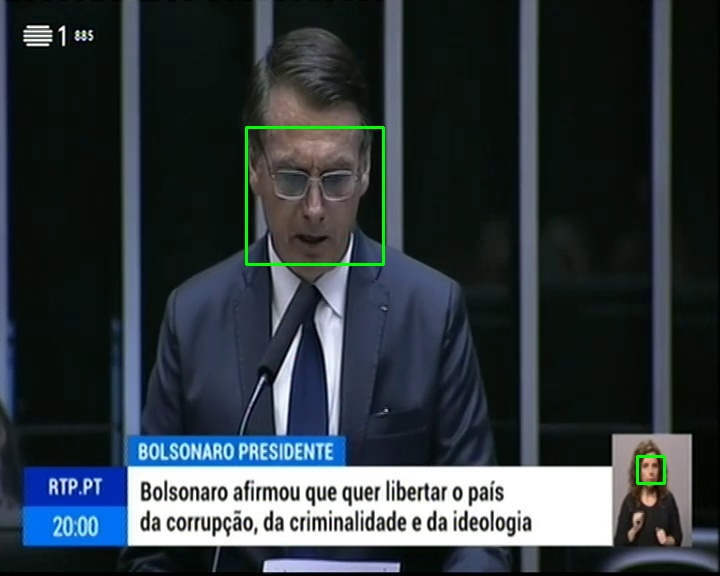 1 885
BOLSONARO PRESIDENTE
RTP.PT
Bolsonaro afirmou que quer libertar o país
20:00
da corrupção, da criminalidade e da ideologia